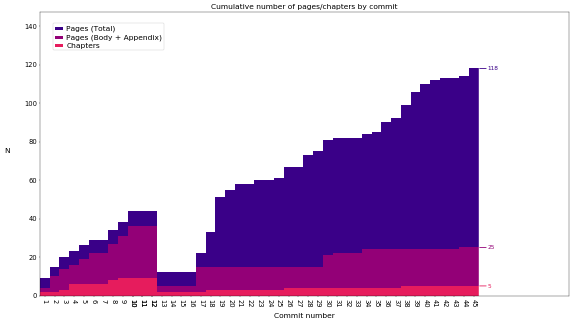 Cumulative number of pages/chapters by commit
140
120
100
80
60
40
20
0
N
Pages (Total)
Pages (Body + Appendix)
Chapters
118
25
5
1 2 3 4 5 6 7 8 9 10 11 12 13 14 15 16 17 18 19 20 21 22 23 24 25 26 27 28 29 30 31 32 33 34 35 36 37 38 39 40 41 42 43 44 45
Commit number